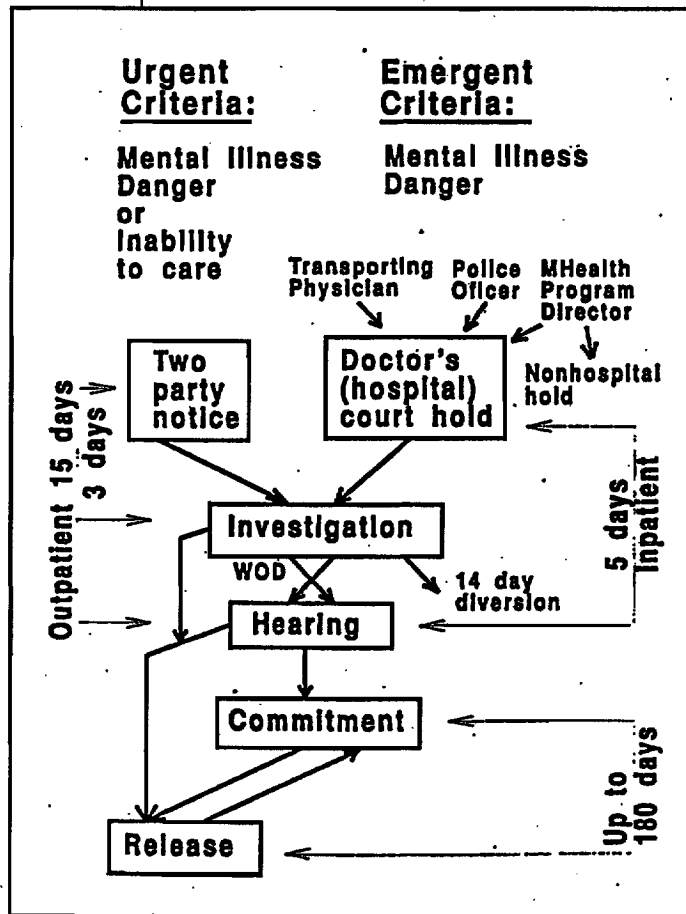 Urgent
Criteria:
Mental Illness
Danger
or
Inability
to care
Emergent
Criteria:
Mental Illness
Danger
Transporting
Physician
Police
Oficer
MHealth
Program
Director
Nonhospital
hold
Two
party
notice
Doctor's
(hospital)
court hold
Outpatient 15 days
3 days
5 days
Inpatient
Investigation
WOD
14 day
diversion
Hearing
Commitment
Up to
180 days
Release